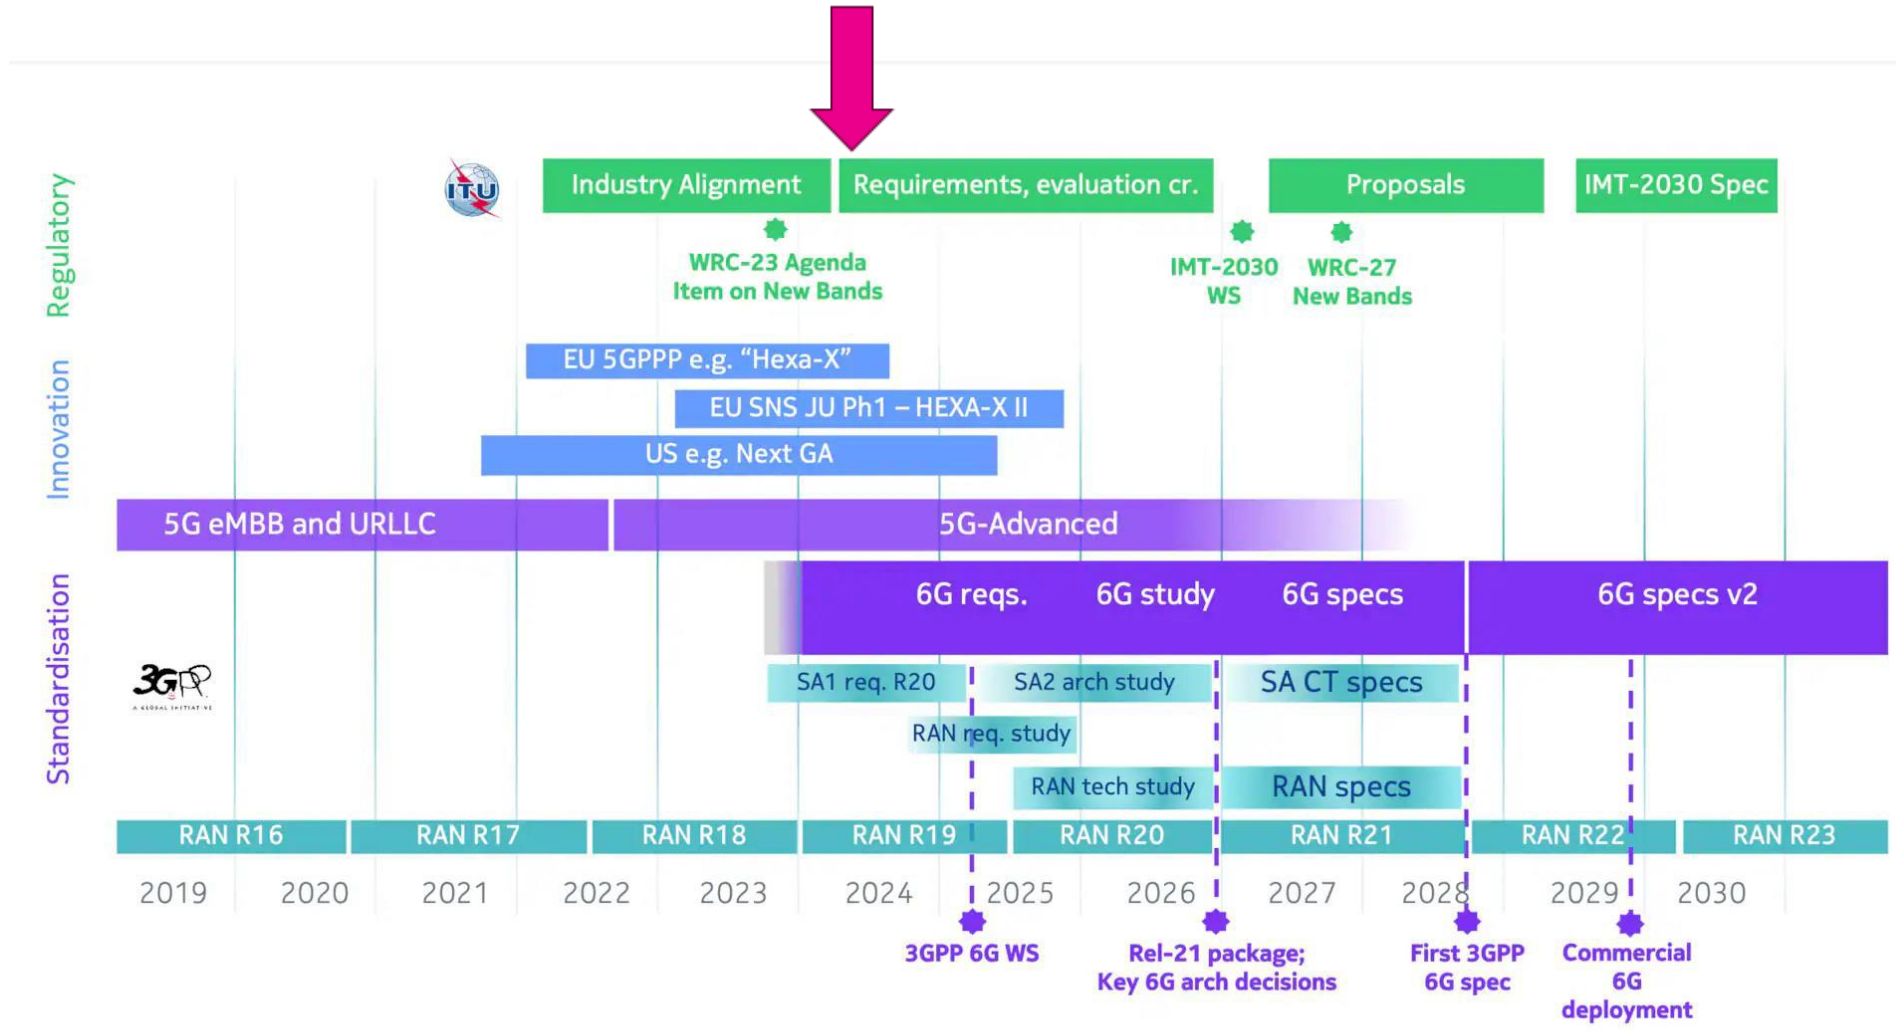 Regulatory
ITU
Industry Alignment
Requirements, evaluation cr.
Proposals
IMT-2030 Spec
WRC-23 Agenda
Item on New Bands
IMT-2030
WS
WRC-27
New Bands
Innovation
EU 5GPPP e.g. “Hexa-X”
EU SNS JU Ph1 – HEXA-X II
US e.g. Next GA
5G eMBB and URLLC
5G-Advanced
Standardisation
6G reqs.
6G study
6G specs
6G specs v2
3GPP
A GLOBAL INITIATIVE
SA1 req. R20
SA2 arch study
SA CT specs
RAN req. study
RAN tech study
RAN specs
RAN R16
RAN R17
RAN R18
RAN R19
RAN R20
RAN R21
RAN R22
RAN R23
2019
2020
2021
2022
2023
2024
2025
2026
2027
2028
2029
2030
3GPP 6G WS
Rel-21 package;
Key 6G arch decisions
First 3GPP
6G spec
Commercial
6G
deployment